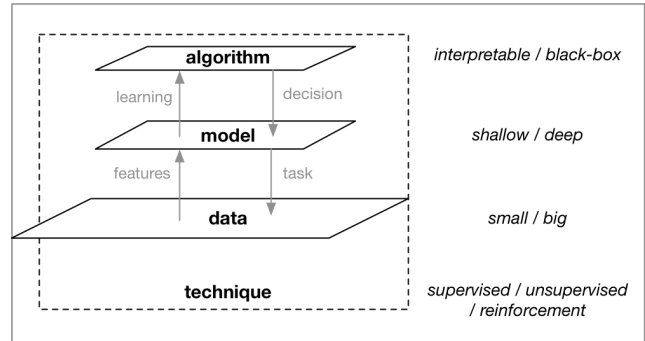 algorithm
interpretable / black-box
learning
decision
model
shallow / deep
features
task
data
small / big
technique
supervised / unsupervised
/ reinforcement